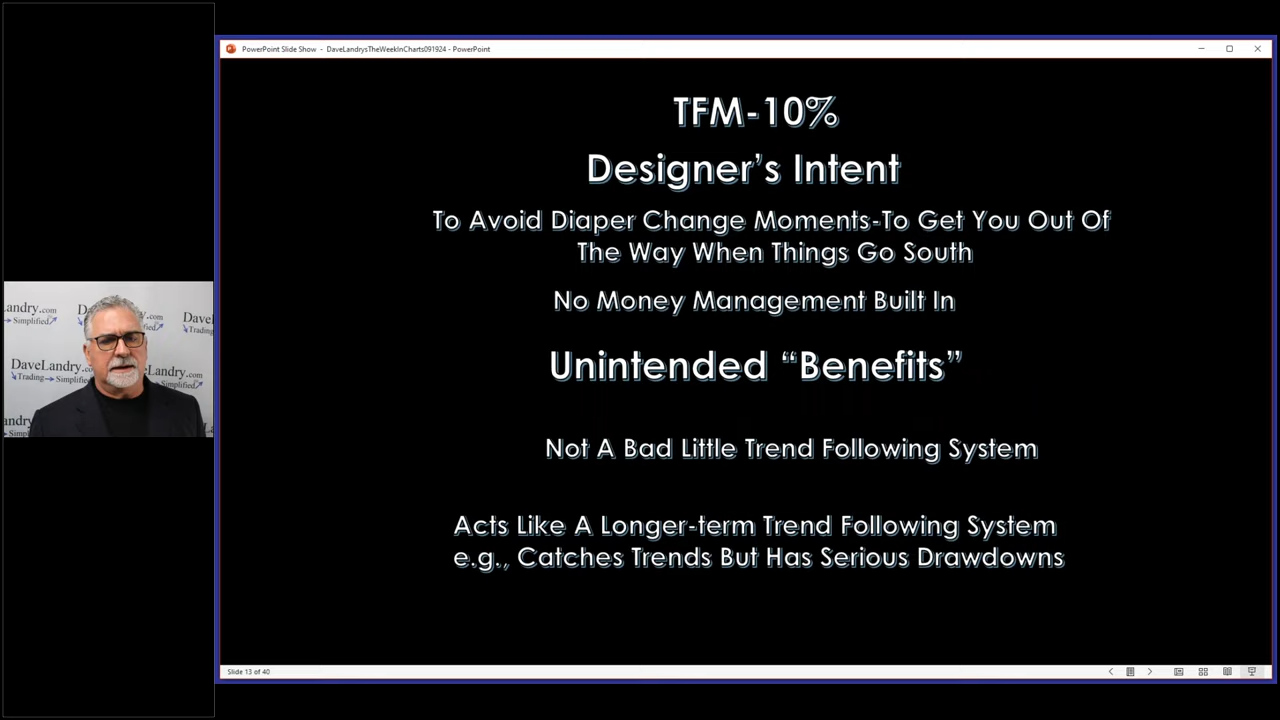 PowerPoint Slide Show - DaveLandrysTheWeekInCharts091924 - PowerPoint
TFM-10%
Designer's Intent
To Avoid Diaper Change Moments-To Get You Out Of
The Way When Things Go South
No Money Management Built In
Unintended “Benefits”
Not A Bad Little Trend Following System
Acts Like A Longer-term Trend Following System
e.g., Catches Trends But Has Serious Drawdowns
Landry.com
Simplified
DaveLandry.com
Trading Simplified
Slide 13 of 40